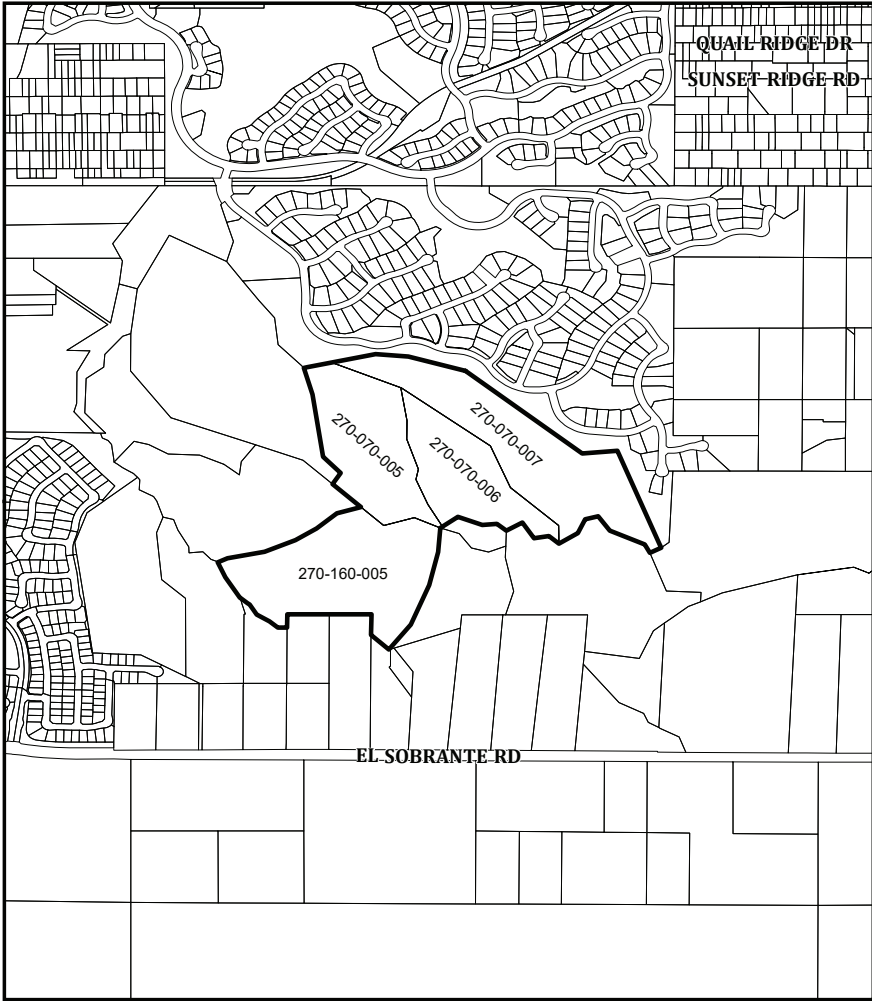 QUAIL RIDGE DR
SUNSET RIDGE RD
270-070-007
270-070-005
270-070-006
270-160-005
EL SOBRANTE RD